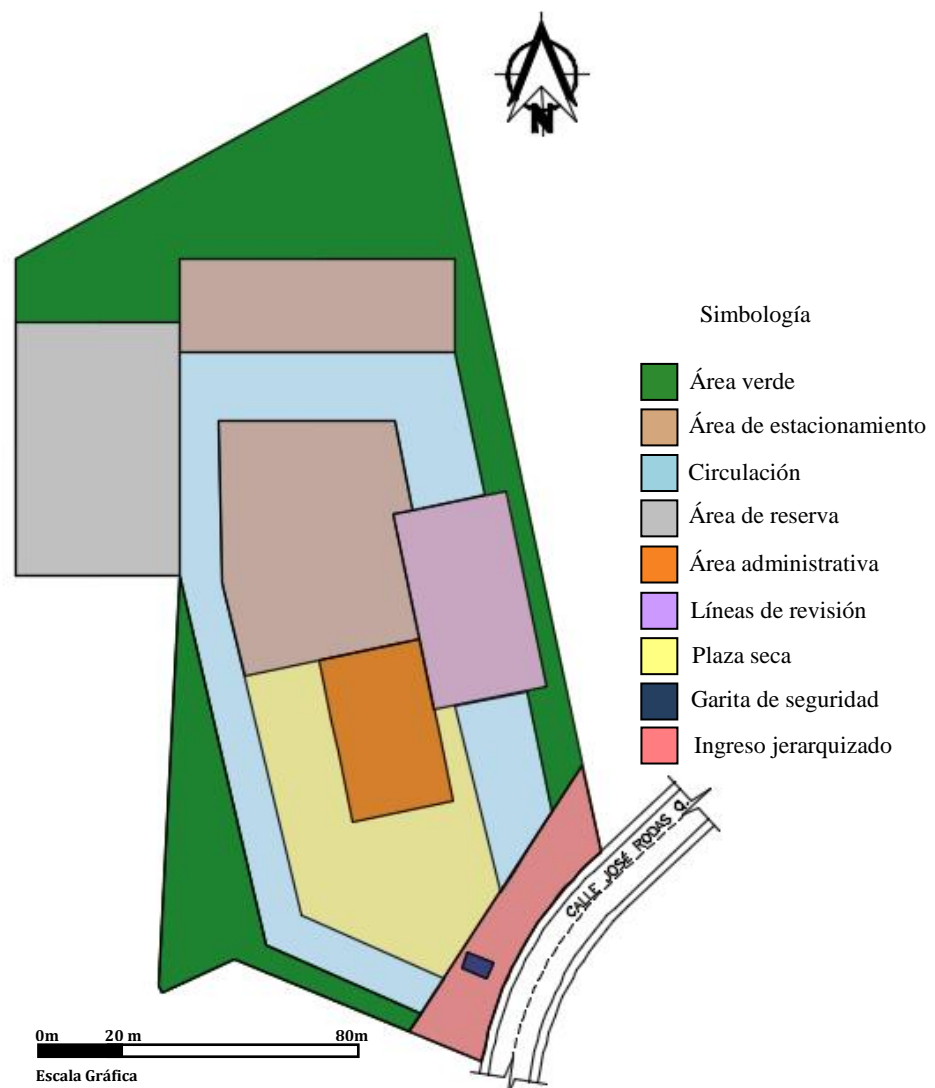 N
Simbología
Área verde
Área de estacionamiento
Circulación
Área de reserva
Área administrativa
Líneas de revisión
Plaza seca
Garita de seguridad
Ingreso jerarquizado
CALLE JOSÉ RODAS Q.
0m 20 m 80m
Escala Gráfica